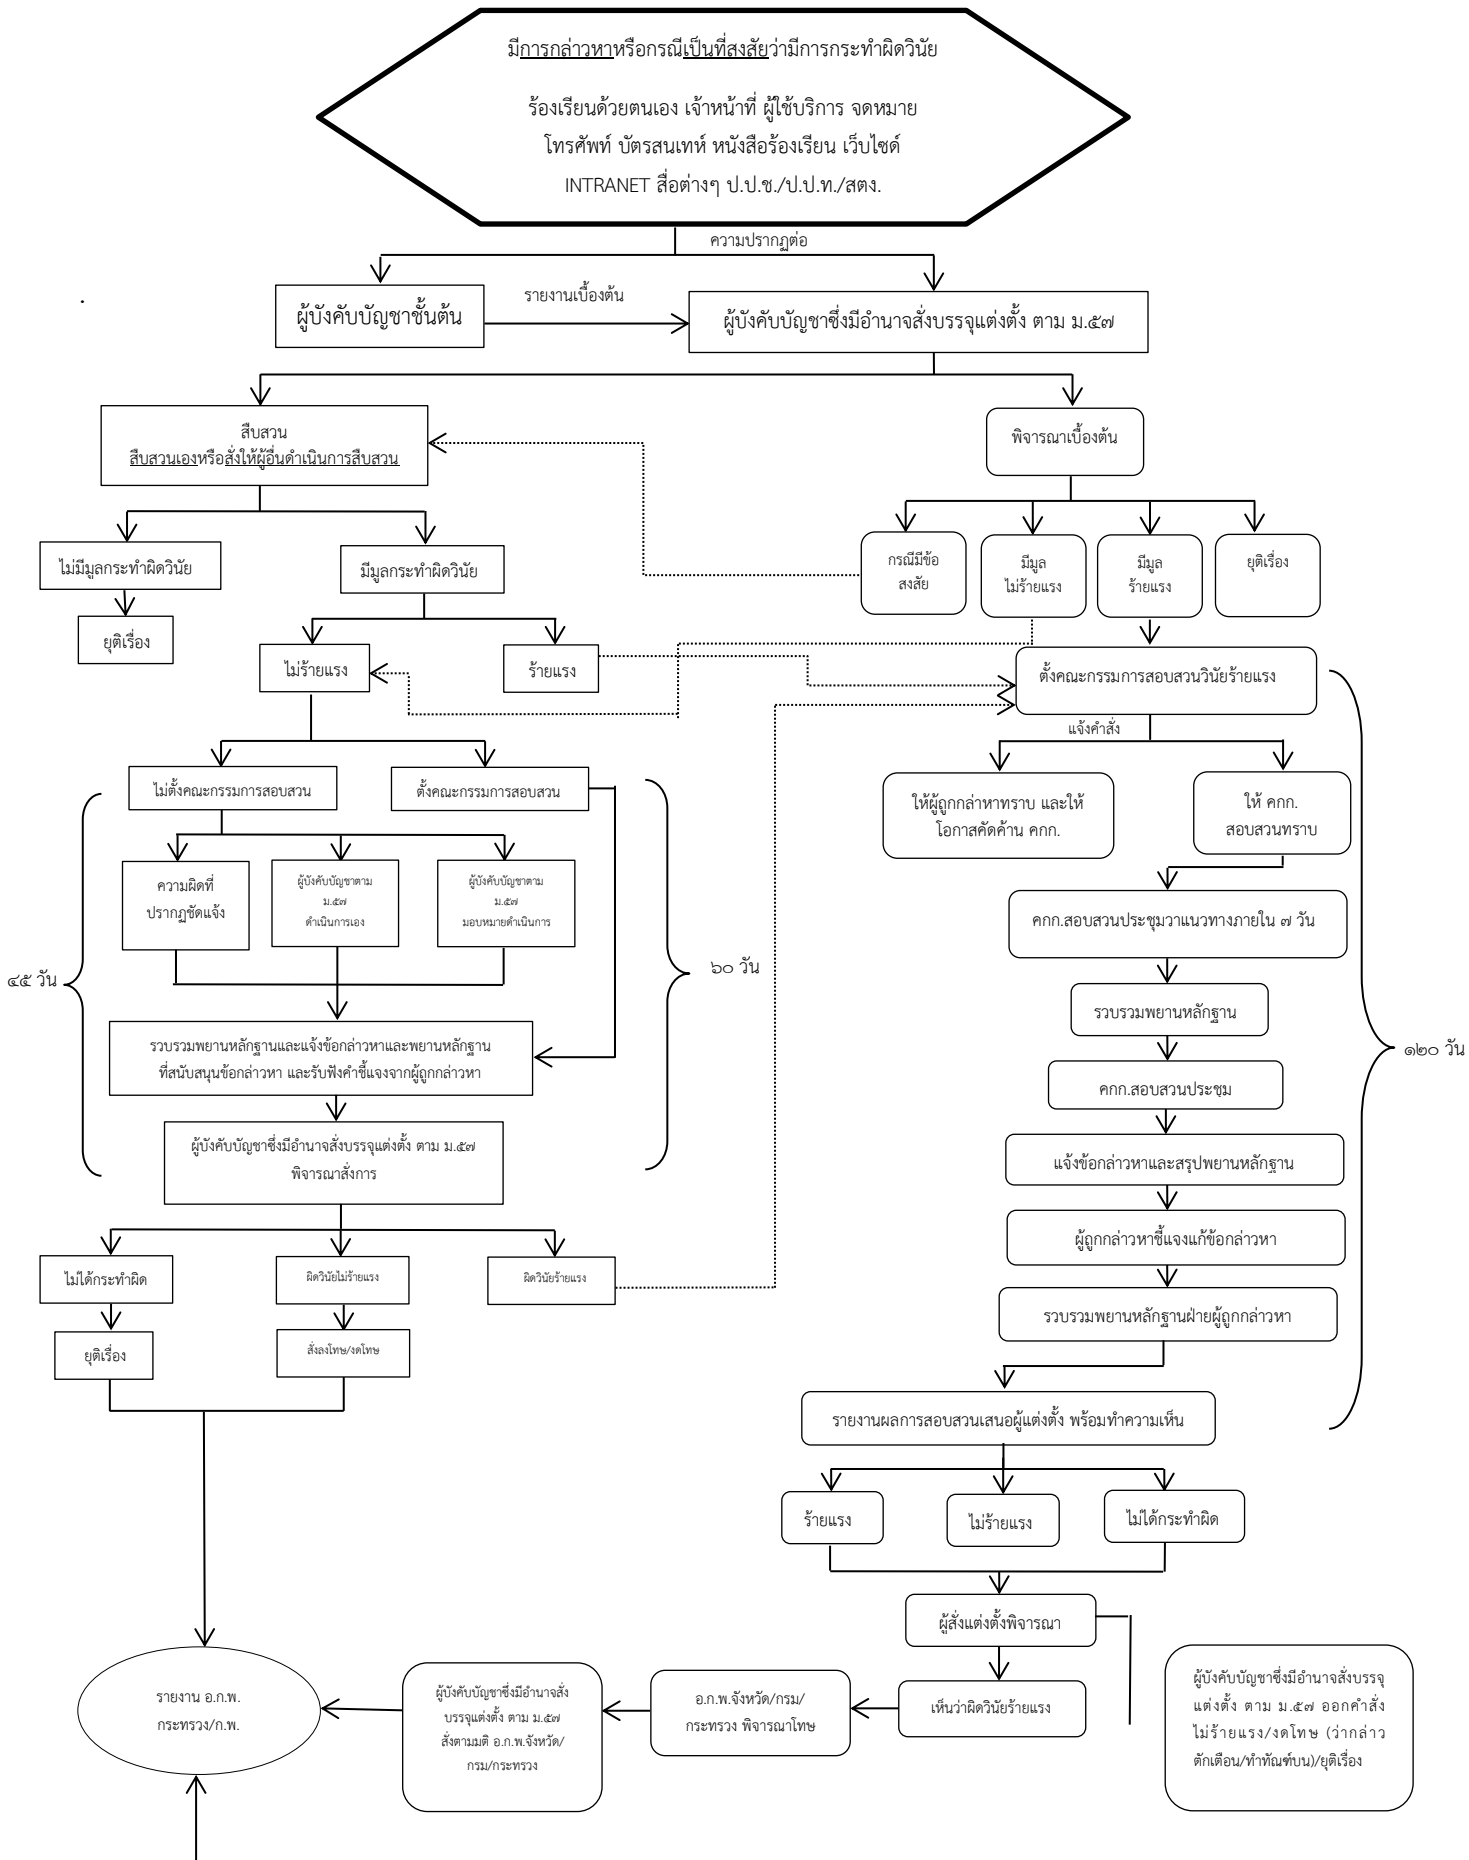 มีการกล่าวหาหรือกรณีเป็นที่สงสัยว่ามีการกระทำผิดวินัย
ร้องเรียนด้วยตนเอง เจ้าหน้าที่ ผู้ใช้บริการ จดหมาย
โทรศัพท์ บัตรสนเทห์ หนังสือร้องเรียน เว็บไซด์
INTRANET สื่อต่างๆ ป.ป.ช./ป.ป.ท./สตง.
ความปรากฏต่อ
ผู้บังคับบัญชาชั้นต้น
รายงานเบื้องต้น
ผู้บังคับบัญชาซึ่งมีอำนาจสั่งบรรจุแต่งตั้ง ตาม ม.๕๗
สืบสวน
สืบสวนเองหรือสั่งให้ผู้อื่นดำเนินการสืบสวน
พิจารณาเบื้องต้น
ไม่มีมูลกระทำผิดวินัย
มีมูลกระทำผิดวินัย
กรณีมีข้อ
สงสัย
มีมูล
ไม่ร้ายแรง
มีมูล
ร้ายแรง
ยุติเรื่อง
ยุติเรื่อง
ไม่ร้ายแรง
ร้ายแรง
ตั้งคณะกรรมการสอบสวนวินัยร้ายแรง
แจ้งคำสั่ง
ไม่ตั้งคณะกรรมการสอบสวน
ตั้งคณะกรรมการสอบสวน
ให้ผู้ถูกกล่าหาทราบ และให้
โอกาสคัดค้าน คกก.
ให้ คกก.
สอบสวนทราบ
ความผิดที่
ปรากฏชัดแจ้ง
ผู้บังคับบัญชาตาม
ม.๕๗
ดำเนินการเอง
ผู้บังคับบัญชาตาม
ม.๕๗
มอบหมายดำเนินการ
คกก.สอบสวนประชุมวาแนวทางภายใน ๗ วัน
๔๕ วัน
๖๐ วัน
รวบรวมพยานหลักฐาน
๑๒๐ วัน
รวบรวมพยานหลักฐานและแจ้งข้อกล่าวหาและพยานหลักฐาน
ที่สนับสนุนข้อกล่าวหา และรับฟังคำชี้แจงจากผู้ถูกกล่าวหา
คกก.สอบสวนประชุม
ผู้บังคับบัญชาซึ่งมีอำนาจสั่งบรรจุแต่งตั้ง ตาม ม.๕๗
พิจารณาสั่งการ
แจ้งข้อกล่าวหาและสรุปพยานหลักฐาน
ผู้ถูกกล่าวหาชี้แจงแก้ข้อกล่าวหา
ไม่ได้กระทำผิด
ผิดวินัยไม่ร้ายแรง
ผิดวินัยร้ายแรง
รวบรวมพยานหลักฐานฝ่ายผู้ถูกกล่าวหา
ยุติเรื่อง
สั่งลงโทษ/งดโทษ
รายงานผลการสอบสวนเสนอผู้แต่งตั้ง พร้อมทำความเห็น
ร้ายแรง
ไม่ร้ายแรง
ไม่ได้กระทำผิด
ผู้สั่งแต่งตั้งพิจารณา
รายงาน อ.ก.พ.
กระทรวง/ก.พ.
ผู้บังคับบัญชาซึ่งมีอำนาจสั่ง
บรรจุแต่งตั้ง ตาม ม.๕๗
สั่งตามมติ อ.ก.พ.จังหวัด/
กรม/กระทรวง
อ.ก.พ.จังหวัด/กรม/
กระทรวง พิจารณาโทษ
เห็นว่าผิดวินัยร้ายแรง
ผู้บังคับบัญชาซึ่งมีอำนาจสั่งบรรจุ
แต่งตั้ง ตาม ม.๕๗ ออกคำสั่ง
ไม่ร้ายแรง/งดโทษ (ว่ากล่าว
ตักเตือน/ทำทัณฑ์บน)/ยุติเรื่อง